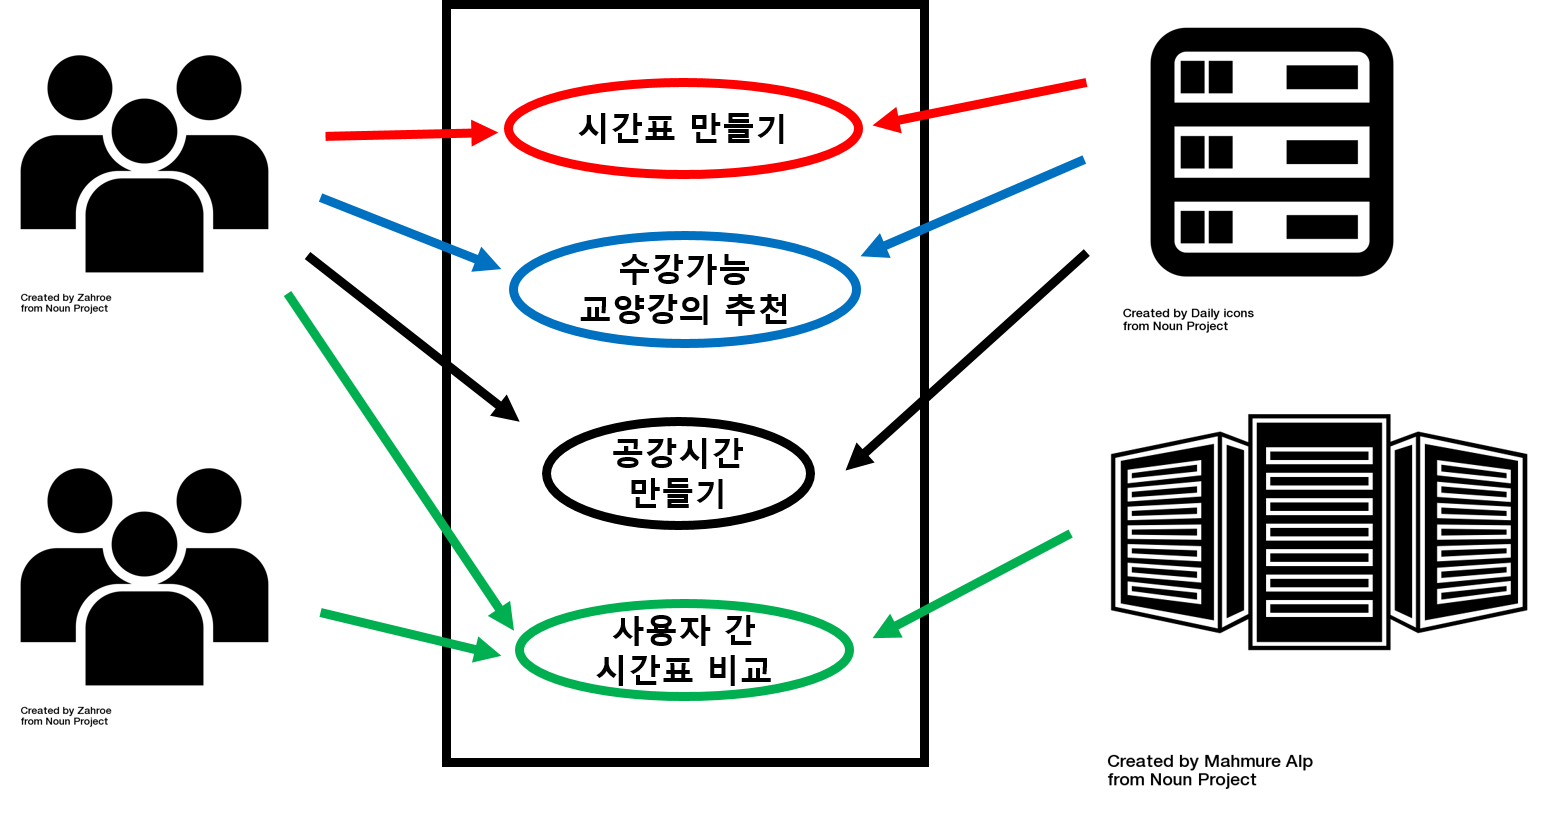 시간표 만들기
수강가능
교양강의 추천
공강시간
만들기
사용자 간
시간표 비교
Created by Zahroe
from Noun Project
Created by Zahroe
from Noun Project
Created by Daily icons
from Noun Project
Created by Mahmure Alp
from Noun Project